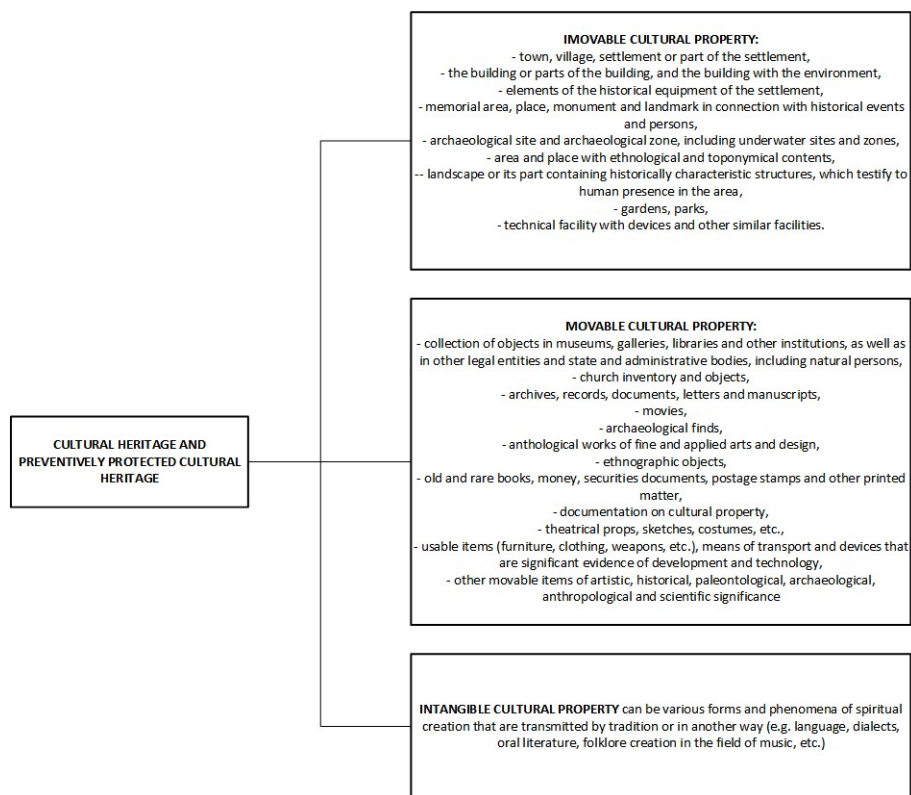 IMOVABLE CULTURAL PROPERTY:
- town, village, settlement or part of the settlement,
- the building or parts of the building, and the building with the environment,
- elements of the historical equipment of the settlement,
- memorial area, place, monument and landmark in connection with historical events
and persons,
- archaeological site and archaeological zone, including underwater sites and zones,
- area and place with ethnological and toponymical contents,
-- landscape or its part containing historically characteristic structures, which testify to
human presence in the area,
- gardens, parks,
- technical facility with devices and other similar facilities.
MOVABLE CULTURAL PROPERTY:
- collection of objects in museums, galleries, libraries and other institutions, as well as
in other legal entities and state and administrative bodies, including natural persons,
- church inventory and objects,
- archives, records, documents, letters and manuscripts,
- movies,
- archaeological finds,
- anthological works of fine and applied arts and design,
- ethnographic objects,
- old and rare books, money, securities documents, postage stamps and other printed
matter,
- documentation on cultural property,
- theatrical props, sketches, costumes, etc.,
- usable items (furniture, clothing, weapons, etc.), means of transport and devices that
are significant evidence of development and technology,
- other movable items of artistic, historical, paleontological, archaeological,
anthropological and scientific significance
CULTURAL HERITAGE AND
PREVENTIVELY PROTECTED CULTURAL
HERITAGE
INTANGIBLE CULTURAL PROPERTY can be various forms and phenomena of spiritual
creation that are transmitted by tradition or in another way (e.g. language, dialects,
oral literature, folklore creation in the field of music, etc.)